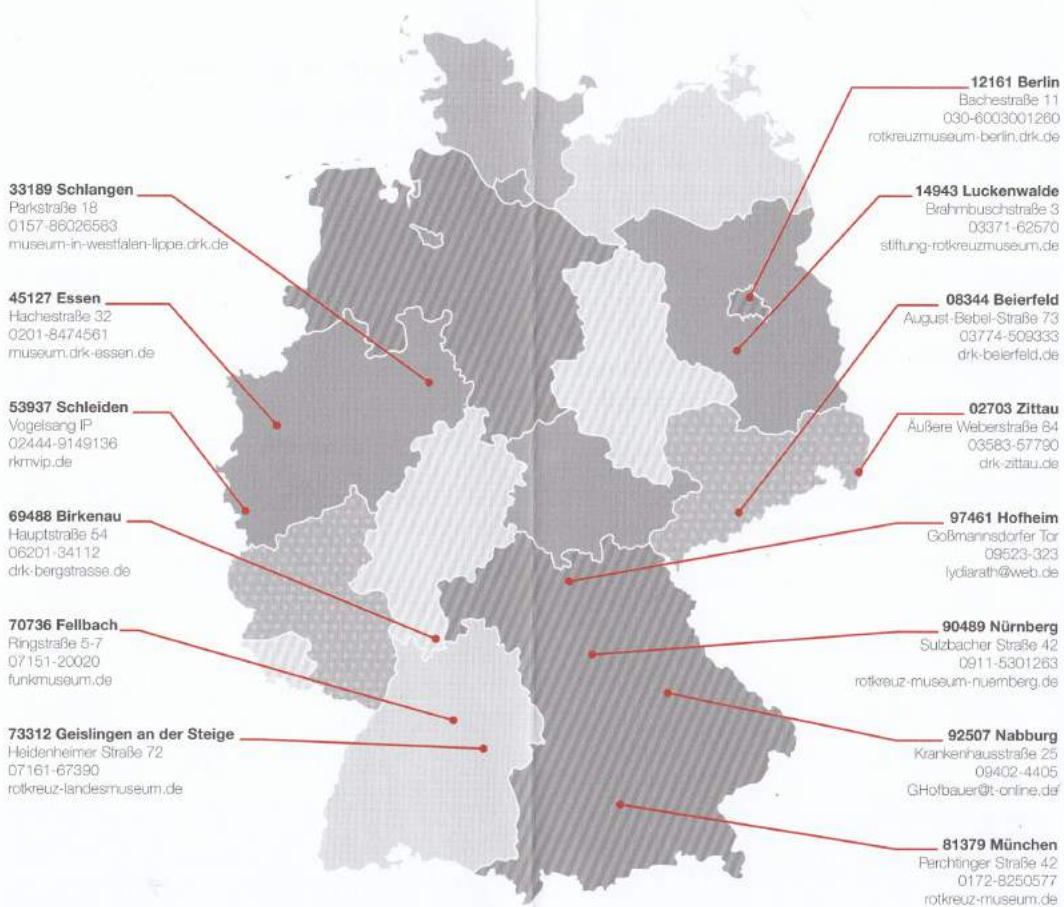 33189 Schlangen
Parkstraße 18
0157-86026583
museum-in-westfalen-lippe.drk.de
45127 Essen
Hachestraße 32
0201-8474561
museum.drk-essen.de
53937 Schleiden
Vogelsang IP
02444-9149136
rkmvip.de
69488 Birkenau
Hauptstraße 54
06201-34112
drk-bergstrasse.de
70736 Fellbach
Ringstraße 5-7
07151-20020
funkmuseum.de
73312 Geislingen an der Steige
Heidenheimer Straße 72
07161-67390
rotkreuz-landesmuseum.de
12161 Berlin
Bachestraße 11
030-6003001260
rotkreuzmuseum-berlin.drk.de
14943 Luckenwalde
Brahmbuschstraße 3
03371-62570
stiftung-rotkreuzmuseum.de
08344 Beierfeld
August-Bebel-Straße 73
03774-509333
drk-beierfeld.de
02703 Zittau
Äußere Weberstraße 84
03583-57790
drk-zittau.de
97461 Hofheim
Goßmannsdorfer Tor
09523-323
lydiarath@web.de
90489 Nürnberg
Sulzbacher Straße 42
0911-5301263
rotkreuz-museum-nuernberg.de
92507 Nabburg
Krankenhausstraße 25
09402-4405
GHofbauer@t-online.de
81379 München
Perchtinger Straße 42
0172-8250577
rotkreuz-museum.de